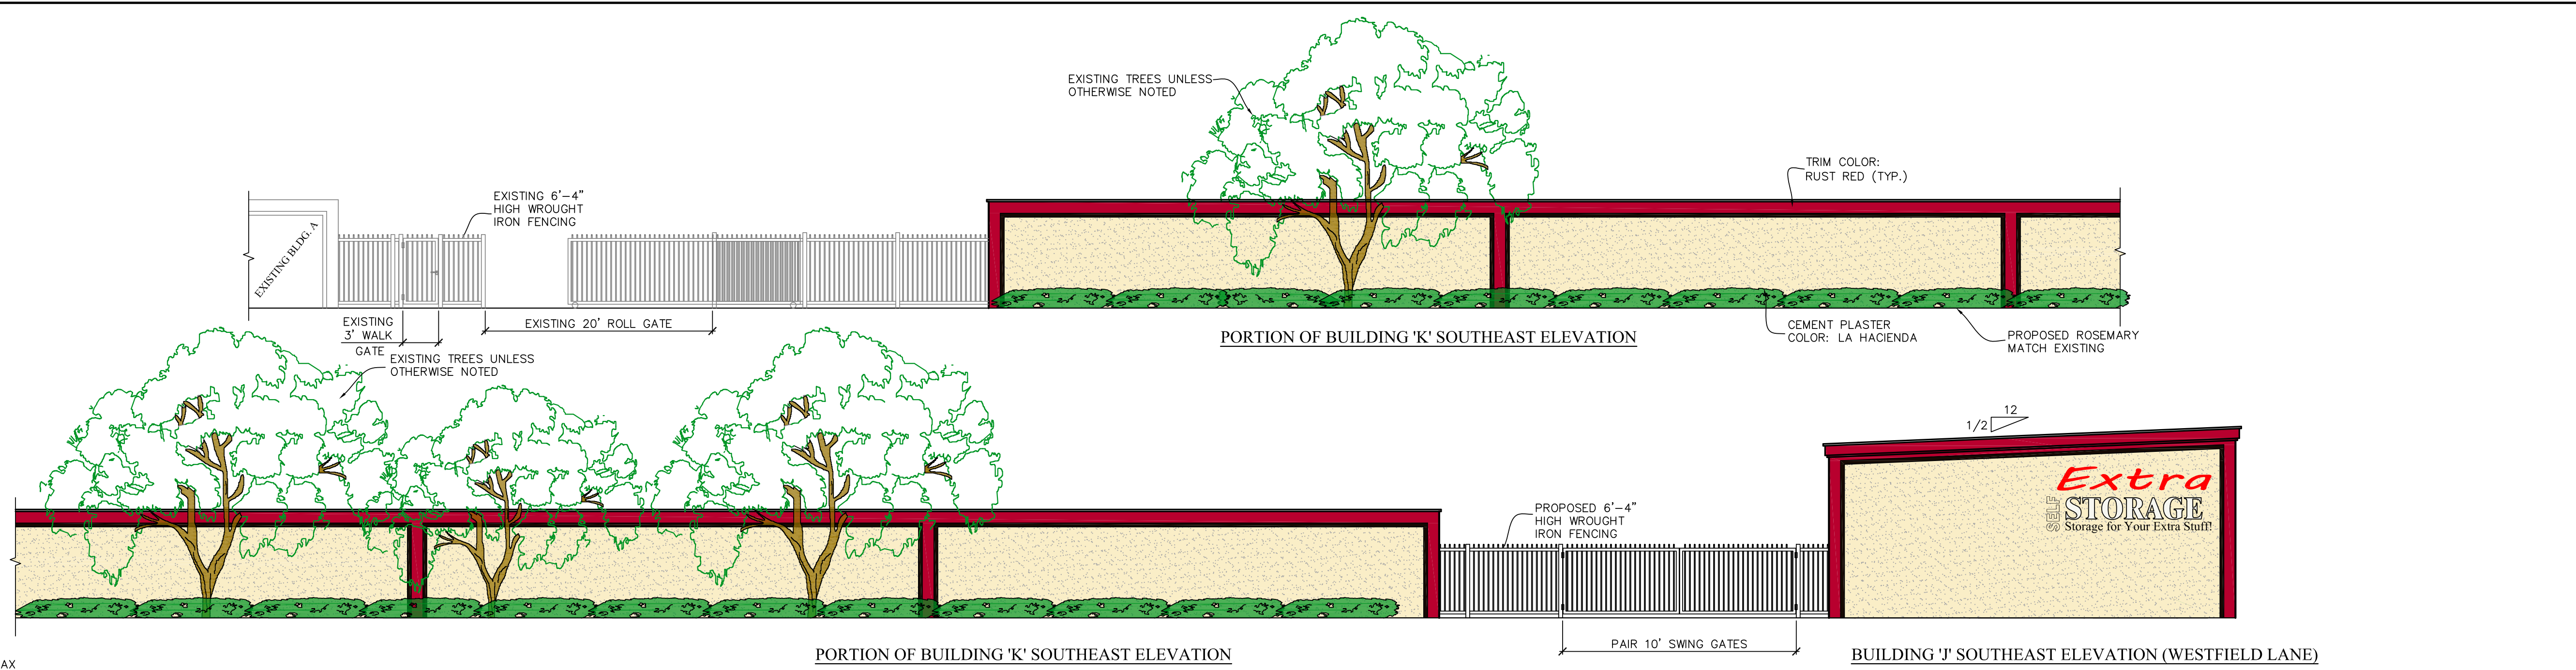 EXISTING TREES UNLESS
OTHERWISE NOTED
TRIM COLOR:
RUST RED (TYP.)
EXISTING 6'-4"
HIGH WROUGHT
IRON FENCING
EXISTING BLDG. A
EXISTING
3' WALK
GATE
EXISTING 20' ROLL GATE
PORTION OF BUILDING 'K' SOUTHEAST ELEVATION
CEMENT PLASTER
COLOR: LA HACIENDA
PROPOSED ROSEMARY
MATCH EXISTING
EXISTING TREES UNLESS
OTHERWISE NOTED
12
1/2
Extra
SELF
STORAGE
Storage for Your Extra Stuff!
PROPOSED 6'-4"
HIGH WROUGHT
IRON FENCING
PAIR 10' SWING GATES
PORTION OF BUILDING 'K' SOUTHEAST ELEVATION
BUILDING 'J' SOUTHEAST ELEVATION (WESTFIELD LANE)
AX